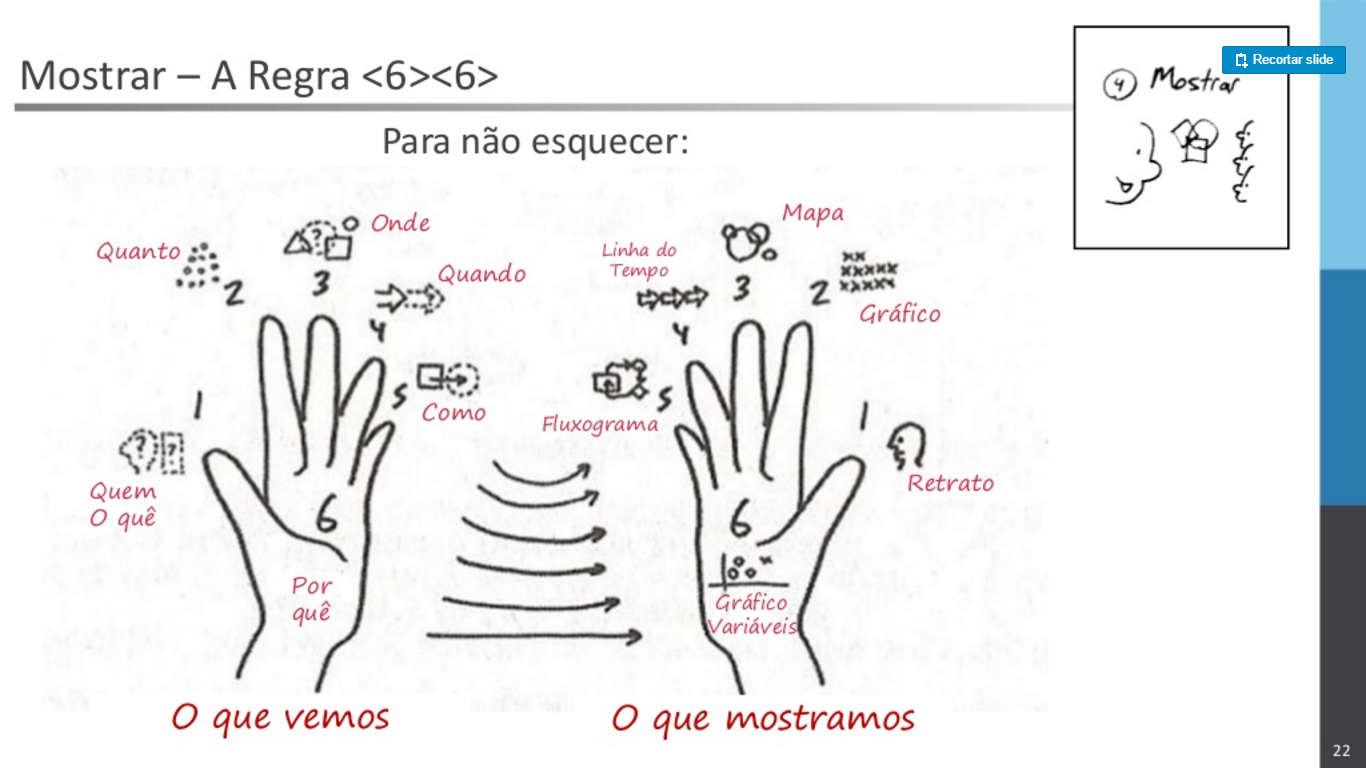 Mostrar – A Regra <6><6>
Recortar slide
4 Mostrar
Para não esquecer:
Quanto
2
Onde
3
Quando
4
Como
5
1
Quem
O quê
6
Por
quê
O que vemos
Linha do
Tempo
4
Mapa
3
2
Gráfico
Fluxograma
5
1
Retrato
6
Gráfico
Variáveis
O que mostramos
22